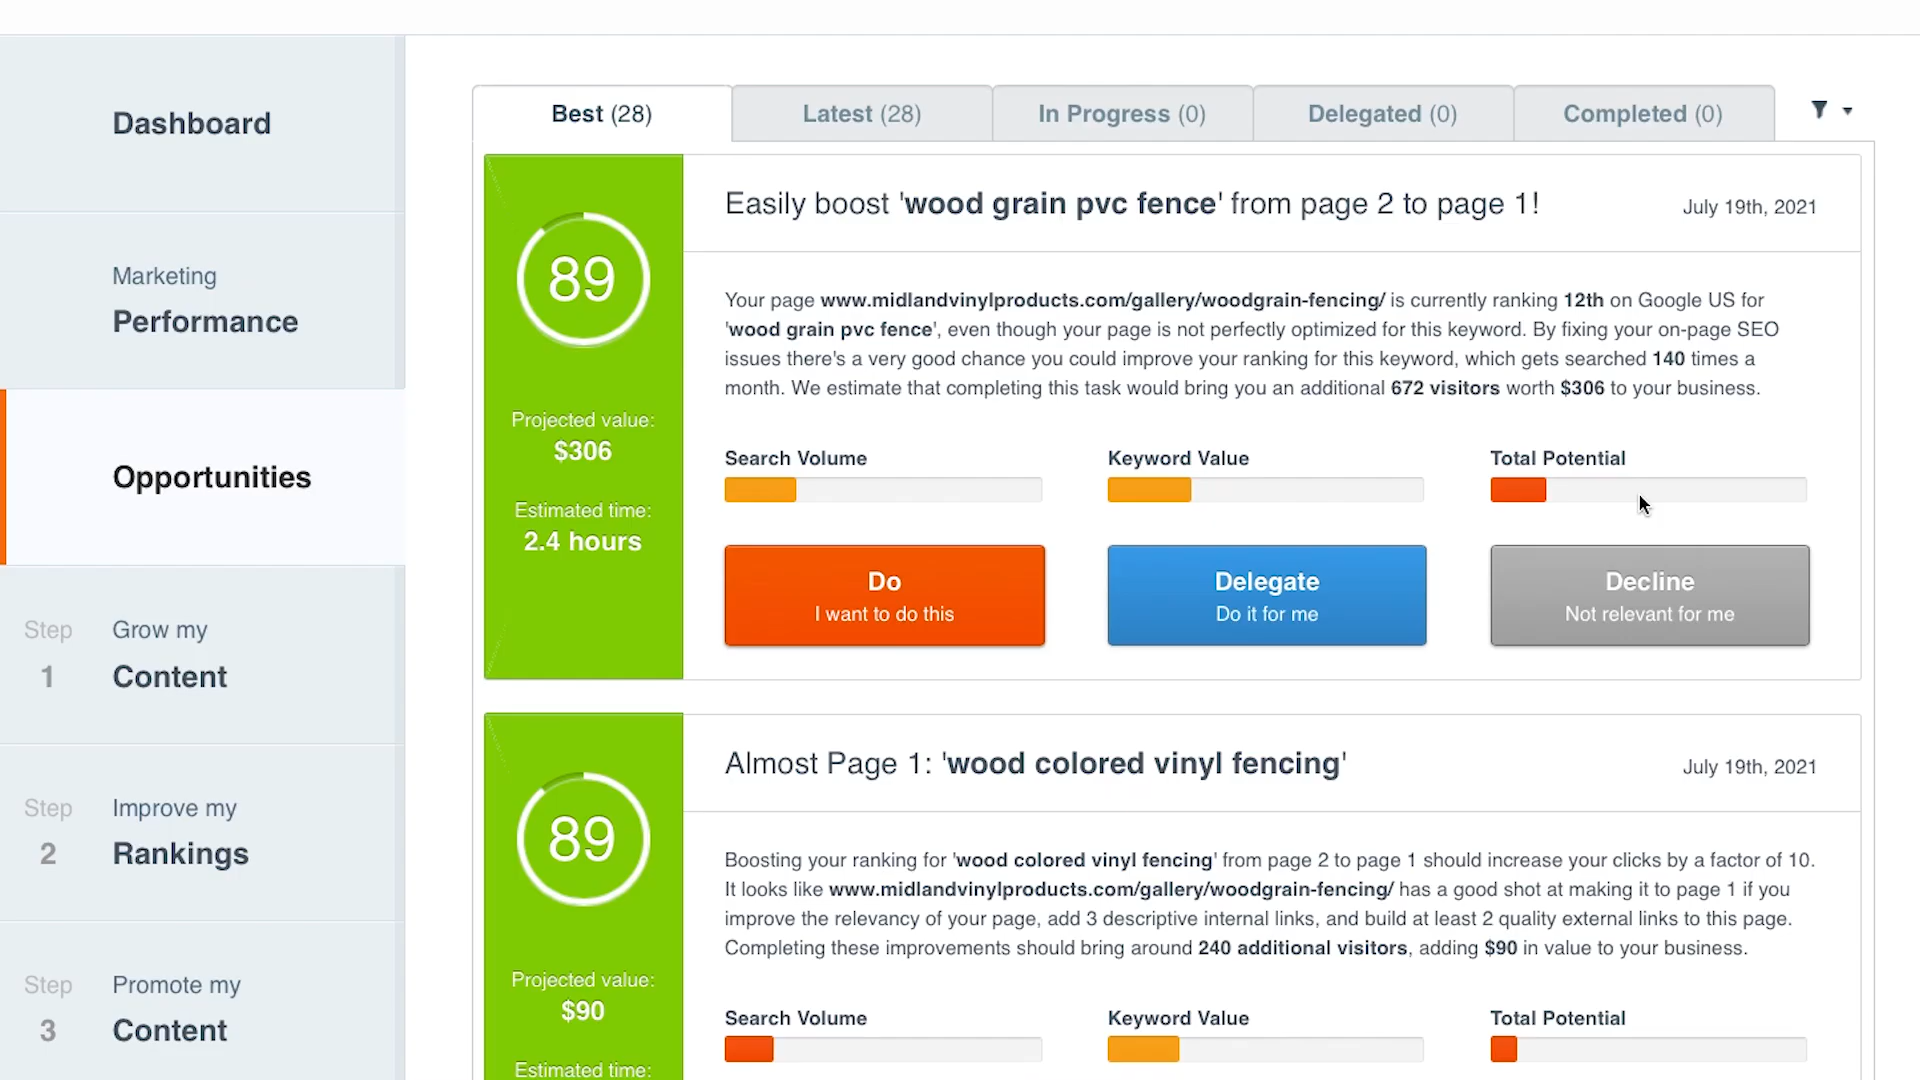 Dashboard
Marketing
Performance
Opportunities
Step
1
Grow my
Content
Step
2
Improve my
Rankings
Step
3
Promote my
Content
Best (28)
Latest (28)
In Progress (0)
Delegated (0)
Completed (0)
89
Projected value:
$306
Estimated time:
2.4 hours
Easily boost 'wood grain pvc fence' from page 2 to page 1!
July 19th, 2021
Your page www.midlandvinylproducts.com/gallery/woodgrain-fencing/ is currently ranking 12th on Google US for
'wood grain pvc fence', even though your page is not perfectly optimized for this keyword. By fixing your on-page SEO
issues there's a very good chance you could improve your ranking for this keyword, which gets searched 140 times a
month. We estimate that completing this task would bring you an additional 672 visitors worth $306 to your business.
Search Volume
Keyword Value
Total Potential
Do
I want to do this
Delegate
Do it for me
Decline
Not relevant for me
89
Projected value:
$90
Estimated time:
Almost Page 1: 'wood colored vinyl fencing'
July 19th, 2021
Boosting your ranking for 'wood colored vinyl fencing' from page 2 to page 1 should increase your clicks by a factor of 10.
It looks like www.midlandvinylproducts.com/gallery/woodgrain-fencing/ has a good shot at making it to page 1 if you
improve the relevancy of your page, add 3 descriptive internal links, and build at least 2 quality external links to this page.
Completing these improvements should bring around 240 additional visitors, adding $90 in value to your business.
Search Volume
Keyword Value
Total Potential